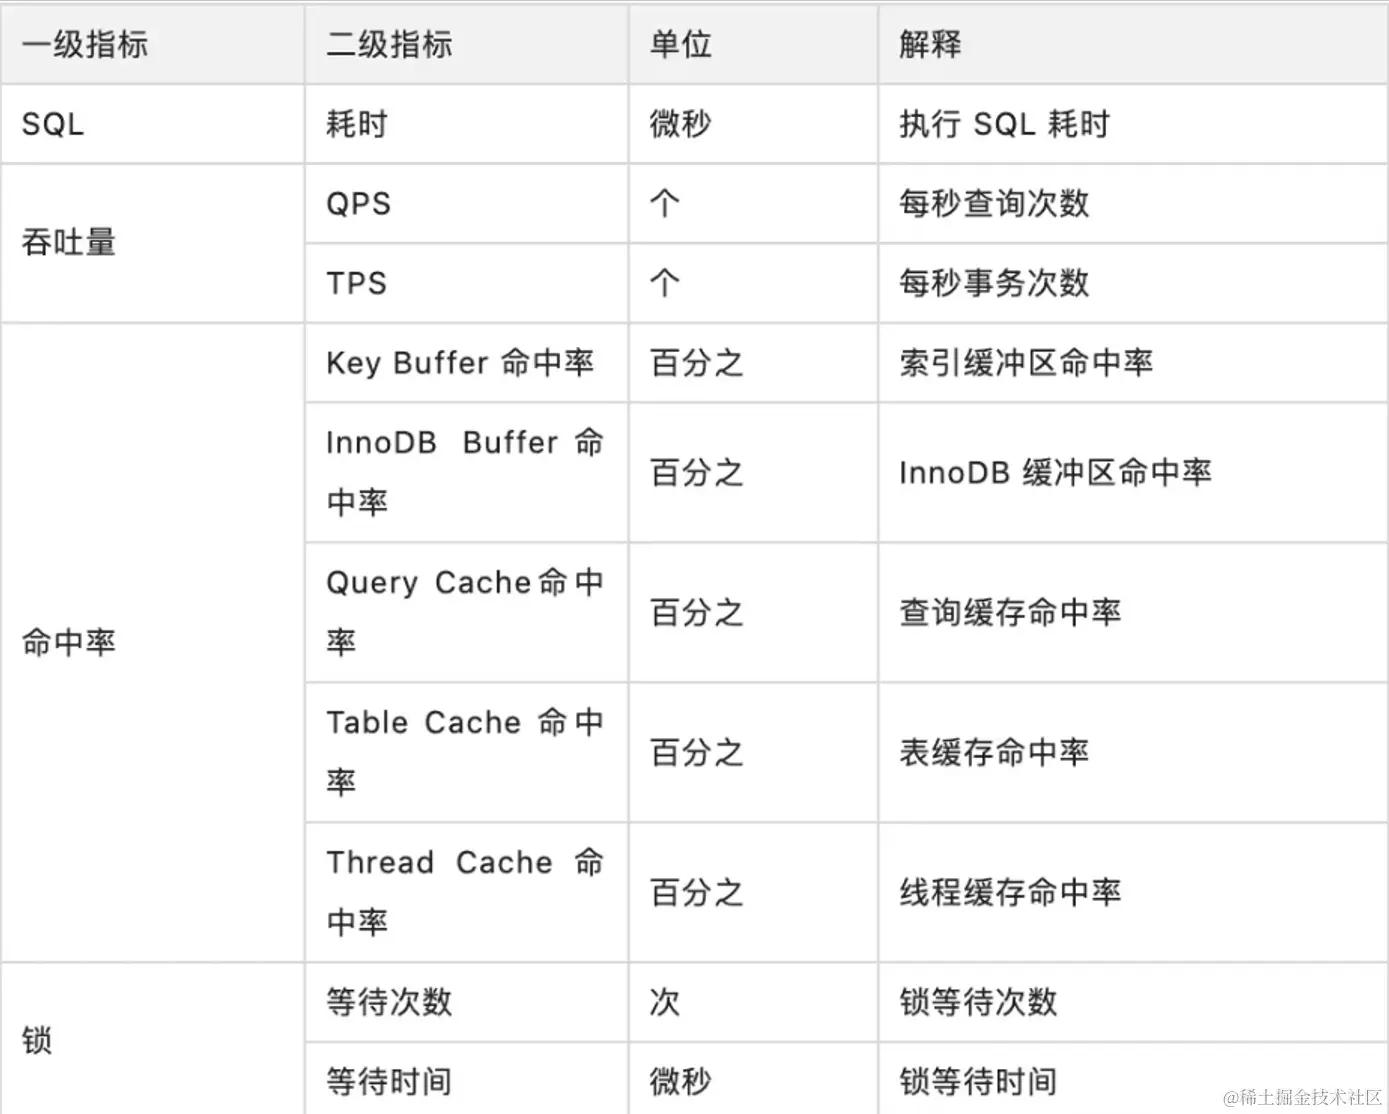 一级指标 二级指标 单位 解释
SQL 耗时 微秒 执行 SQL 耗时
吞吐量
QPS 个 每秒查询次数
TPS 个 每秒事务次数
命中率
Key Buffer 命中率 百分之 索引缓冲区命中率
InnoDB Buffer 命
中率
百分之 InnoDB 缓冲区命中率
Query Cache命中
率
百分之 查询缓存命中率
Table Cache 命中
率
百分之 表缓存命中率
Thread Cache 命
中率
百分之 线程缓存命中率
锁
等待次数 次 锁等待次数
等待时间 微秒 锁等待时间
@稀土掘金技术社区